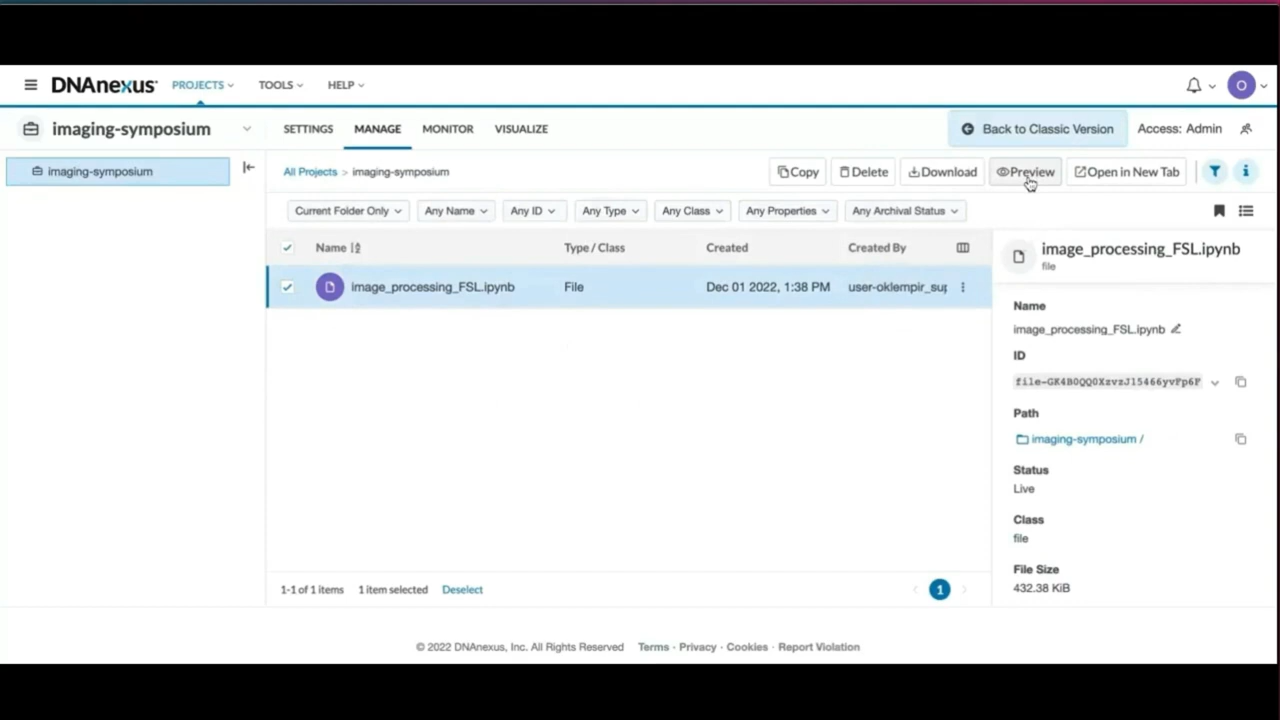 DNAnexus PROJECTS TOOLS HELP O
imaging-symposium SETTINGS MANAGE MONITOR VISUALIZE Back to Classic Version Access: Admin
imaging-symposium All Projects > imaging-symposium Copy Delete Download Preview Open in New Tab
Current Folder Only Any Name Any ID Any Type Any Class Any Properties Any Archival Status
Name Type / Class Created Created By
image_processing_FSL.ipynb File Dec 01 2022, 1:38 PM user-oklempir_sup
1-1 of 1 items 1 item selected Deselect 1
image_processing_FSL.ipynb
file
Name
image_processing_FSL.ipynb
ID
Path
imaging-symposium /
Status
Live
Class
file
File Size
432.38 KiB
© 2022 DNAnexus, Inc. All Rights Reserved Terms · Privacy · Cookies · Report Violation